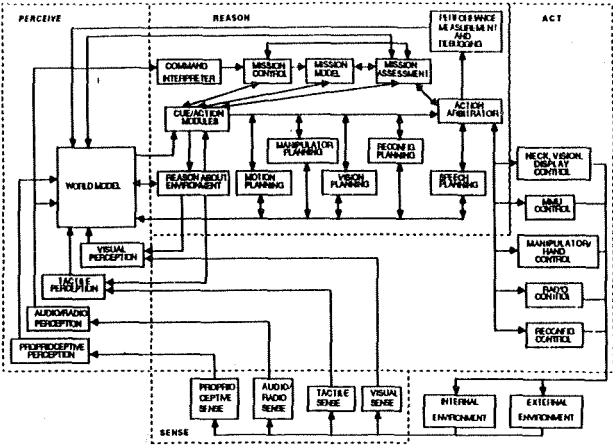 PERCEIVE
REASON
ACT
PERFORMANCE
MEASUREMENT
AND
DEBUGGING
COMMAND
INTERPRETER
MISSION
CONTROL
MISSION
MODEL
MISSION
ASSESSMENT
CUE/ACTION
MODULES
ACTION
ARBITRATOR
MANIPULATOR
PLANNING
RECONFIG
PLANNING
WORLD MODEL
REASON ABOUT
ENVIRONMENT
MOTION
PLANNING
VISION
PLANNING
SPEECH
PLANNING
NECK, VISION,
DISPLAY
CONTROL
MMU
CONTROL
VISUAL
PERCEPTION
MANIPULATOR/
HAND
CONTROL
TACTILE
PERCEPTION
RADIO
CONTROL
AUDIO/RADIO
PERCEPTION
RECONFIG
CONTROL
PROPRIOCEPTIVE
PERCEPTION
PROPRIO
CEPTIVE
SENSE
AUDIO/
RADIO
SENSE
TACTILE
SENSE
VISUAL
SENSE
INTERNAL
ENVIRONMENT
EXTERNAL
ENVIRONMENT
SENSE